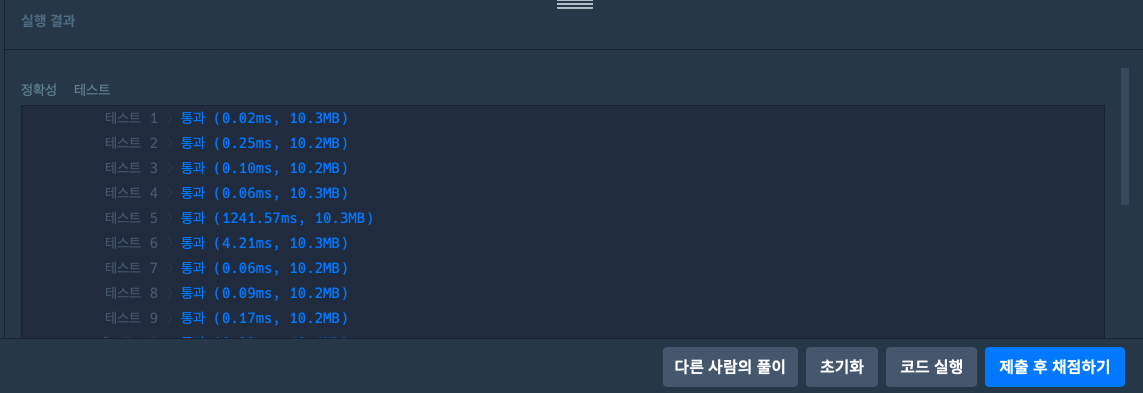 실행 결과
정확성 테스트
테스트 1 〉 통과 (0.02ms, 10.3MB)
테스트 2 〉 통과 (0.25ms, 10.2MB)
테스트 3 〉 통과 (0.10ms, 10.2MB)
테스트 4 〉 통과 (0.06ms, 10.3MB)
테스트 5 〉 통과 (1241.57ms, 10.3MB)
테스트 6 〉 통과 (4.21ms, 10.3MB)
테스트 7 〉 통과 (0.06ms, 10.2MB)
테스트 8 〉 통과 (0.09ms, 10.2MB)
테스트 9 〉 통과 (0.17ms, 10.2MB)
다른 사람의 풀이 초기화 코드 실행 제출 후 채점하기